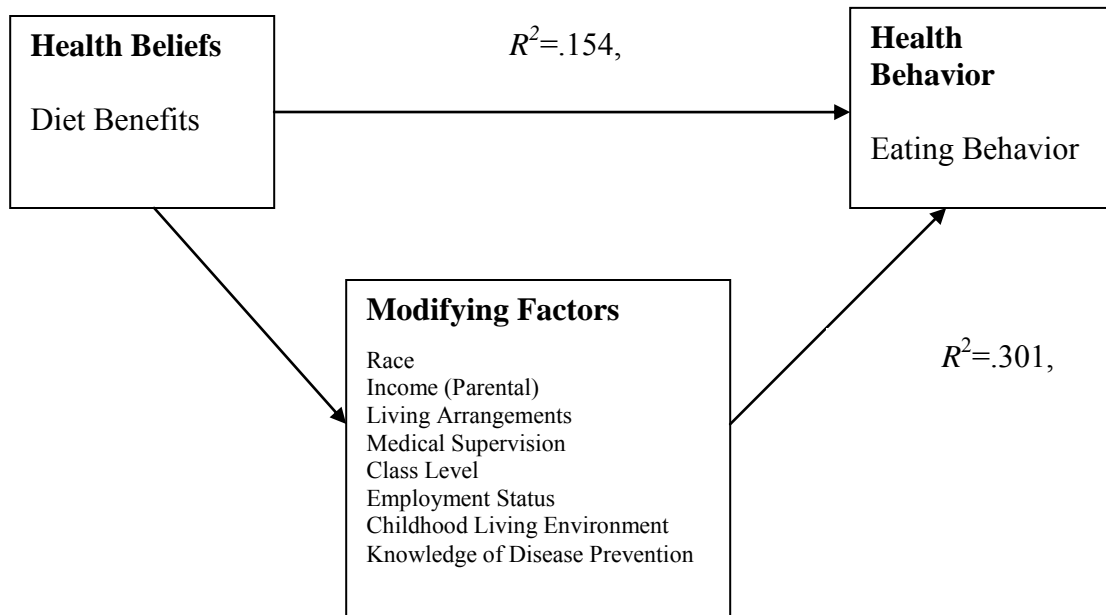 Health Beliefs
Diet Benefits
R²=.154,
Health
Behavior
Eating Behavior
Modifying Factors
Race
Income (Parental)
Living Arrangements
Medical Supervision
Class Level
Employment Status
Childhood Living Environment
Knowledge of Disease Prevention
R²=.301,